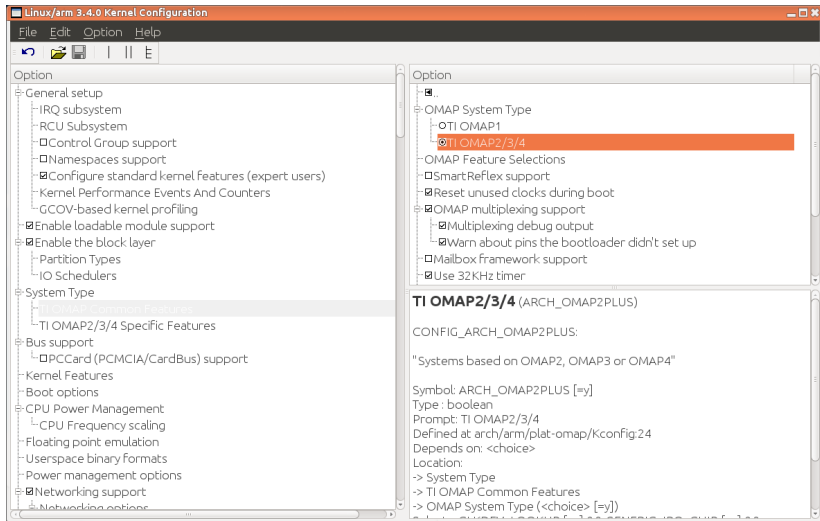 Linux/arm 3.4.0 Kernel Configuration
File Edit Option Help
Option
General setup
IRQ subsystem
RCU Subsystem
Control Group support
Namespaces support
Configure standard kernel features (expert users)
Kernel Performance Events And Counters
GCOV-based kernel profiling
Enable loadable module support
Enable the block layer
Partition Types
IO Schedulers
System Type
TI OMAP Common Features
TI OMAP2/3/4 Specific Features
Bus support
PCCard (PCMCIA/CardBus) support
Kernel Features
Boot options
CPU Power Management
CPU Frequency scaling
Floating point emulation
Userspace binary formats
Power management options
Networking support
Networking options
Option
..
OMAP System Type
TI OMAP1
TI OMAP2/3/4
OMAP Feature Selections
SmartReflex support
Reset unused clocks during boot
OMAP multiplexing support
Multiplexing debug output
Warn about pins the bootloader didn't set up
Mailbox framework support
Use 32KHz timer
TI OMAP2/3/4 (ARCH_OMAP2PLUS)
CONFIG_ARCH_OMAP2PLUS:
"Systems based on OMAP2, OMAP3 or OMAP4"
Symbol: ARCH_OMAP2PLUS [=y]
Type : boolean
Prompt: TI OMAP2/3/4
Defined at arch/arm/plat-omap/Kconfig:24
Depends on: <choice>
Location:
-> System Type
-> TI OMAP Common Features
-> OMAP System Type (<choice> [=y])